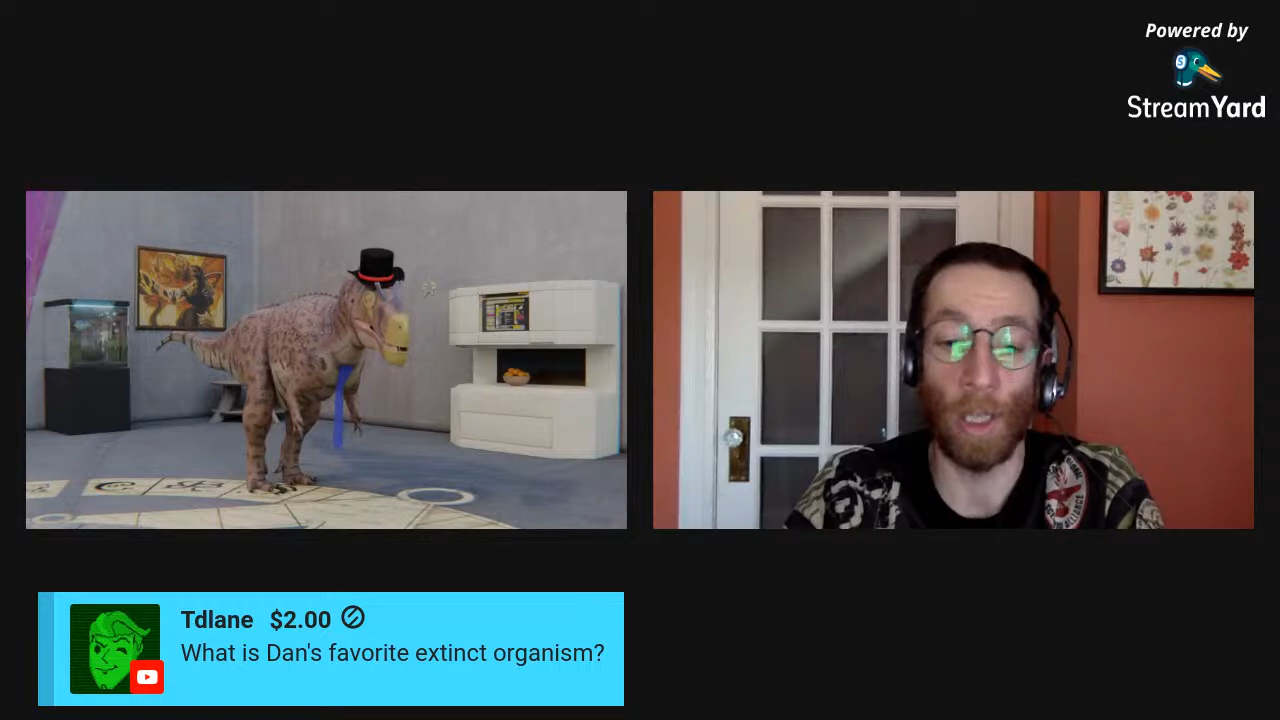 Powered by
StreamYard
Tdlane $2.00
What is Dan's favorite extinct organism?